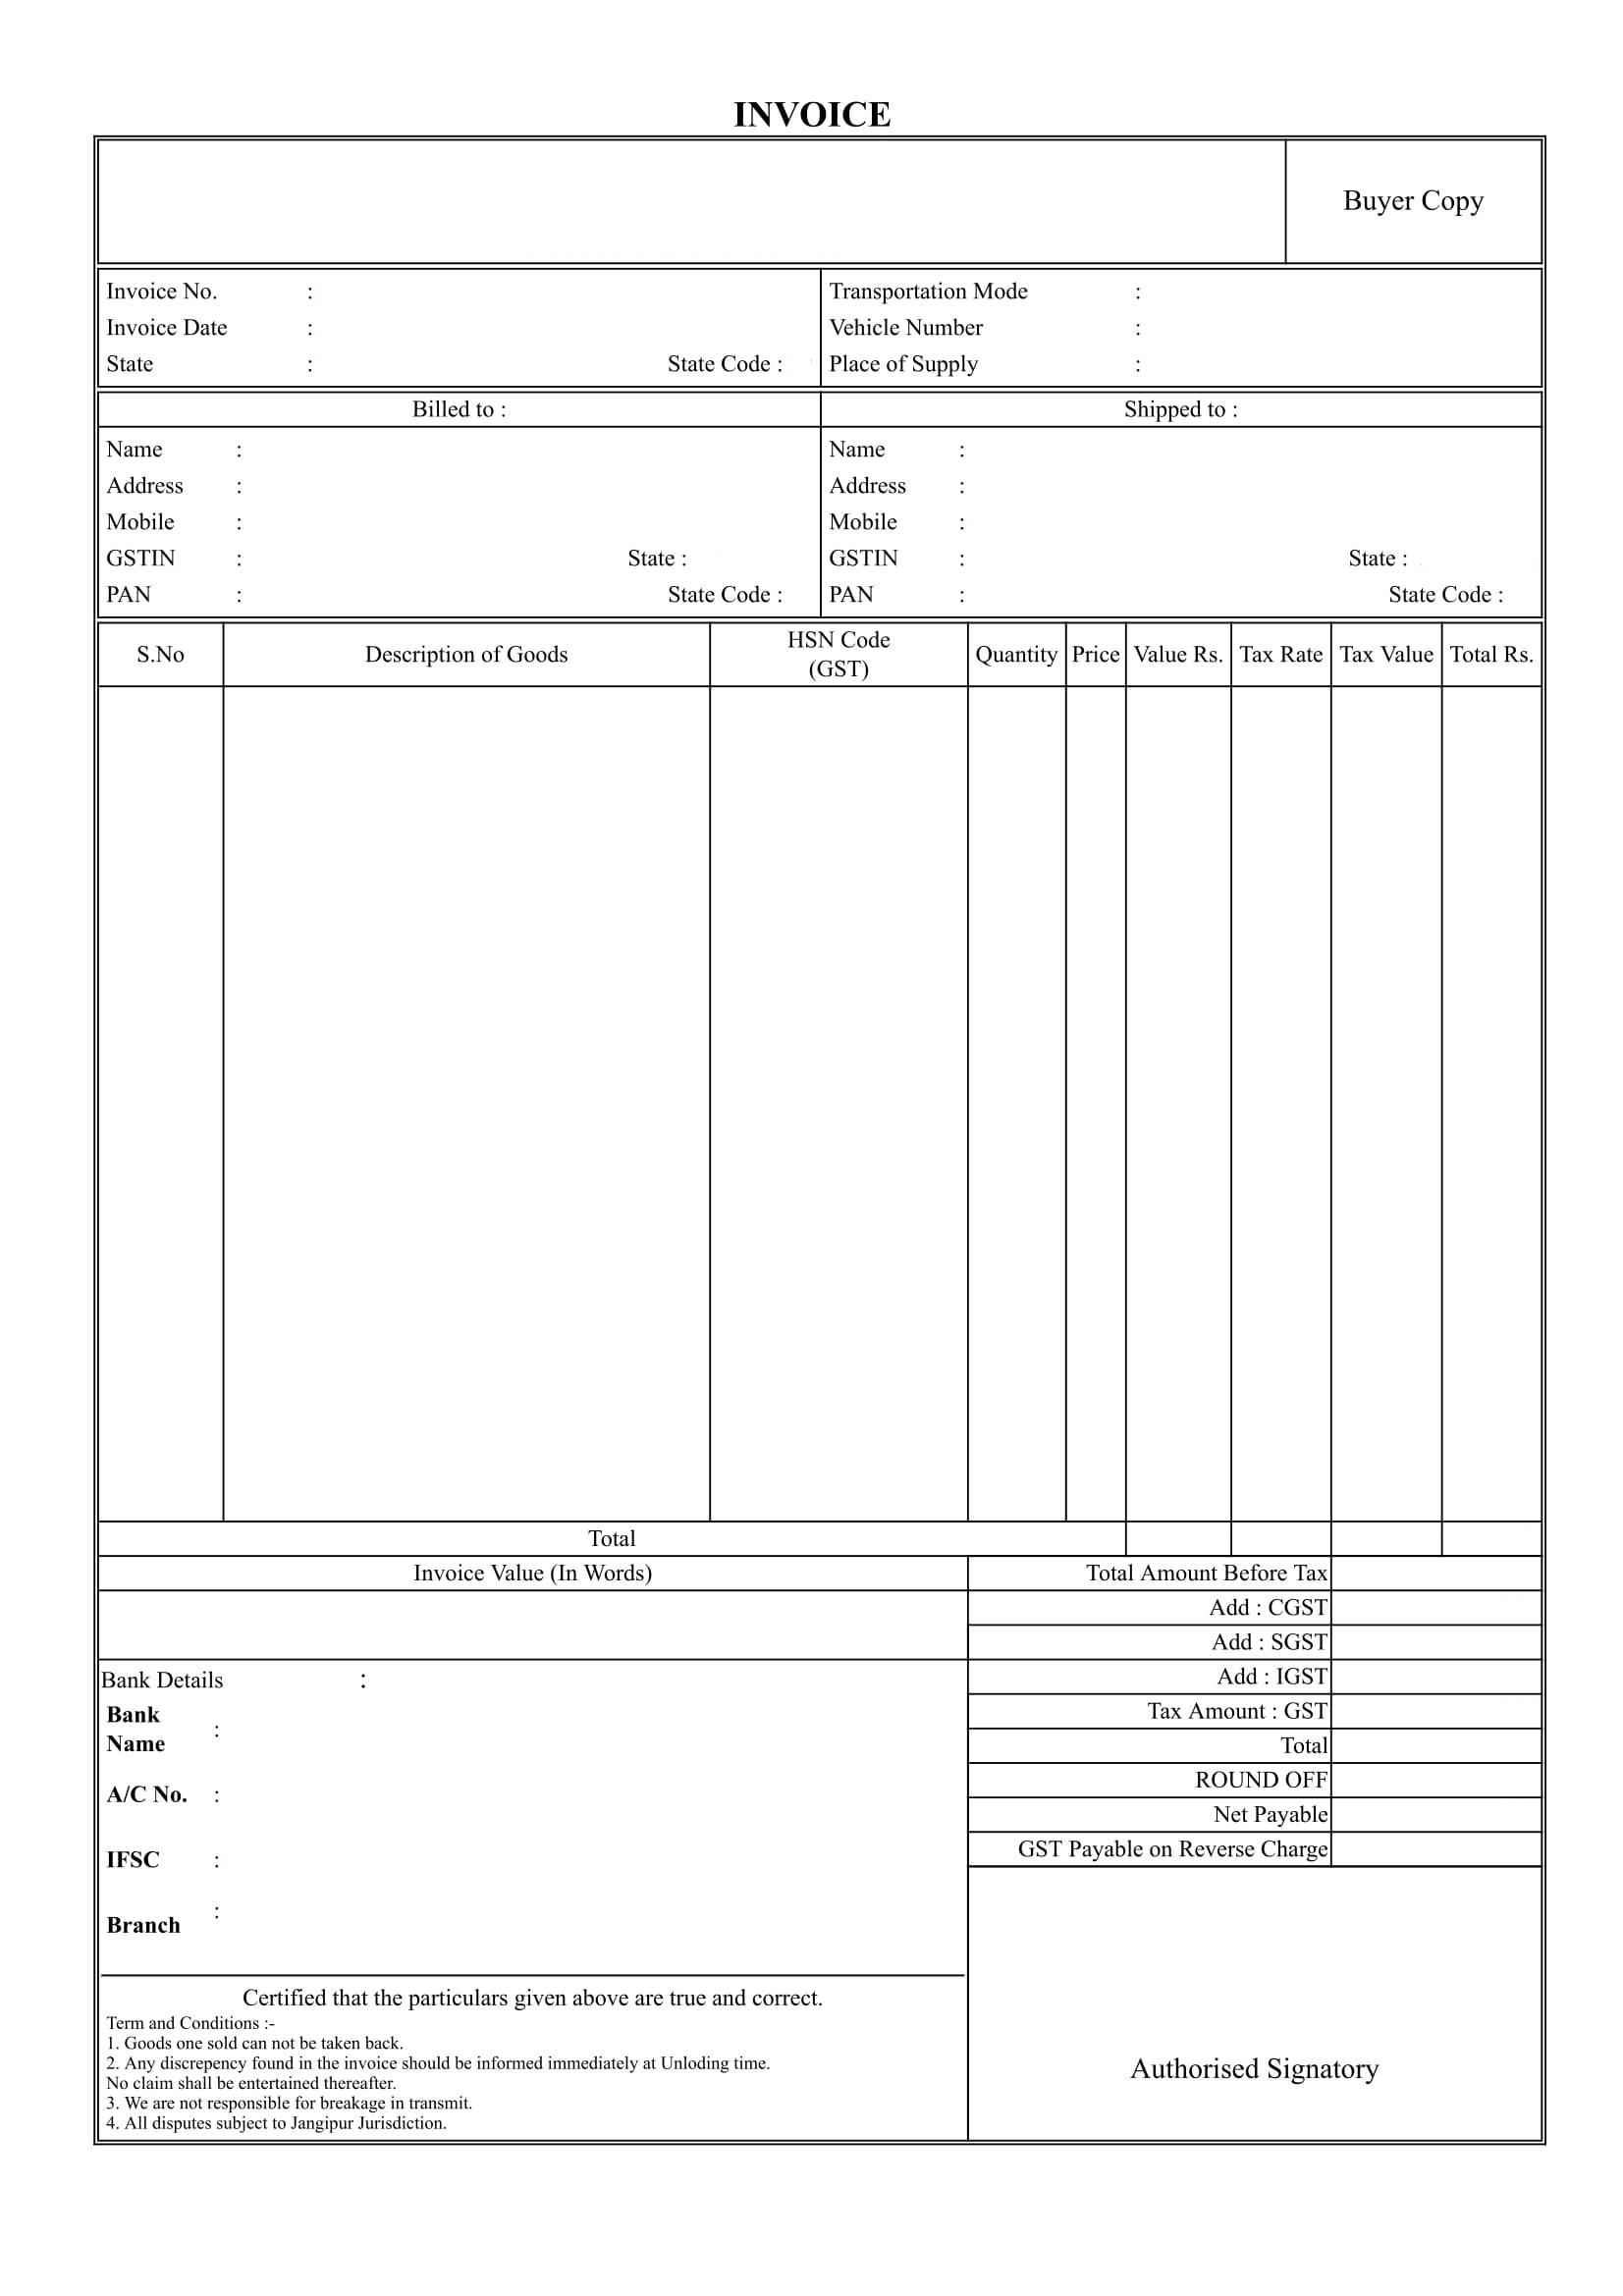 INVOICE
Buyer Copy
Invoice No. :
Invoice Date :
State : State Code :
Transportation Mode :
Vehicle Number :
Place of Supply :
Billed to :
Shipped to :
Name :
Address :
Mobile :
GSTIN : State :
PAN : State Code :
Name :
Address :
Mobile :
GSTIN : State :
PAN : State Code :
S.No
Description of Goods
HSN Code
(GST)
Quantity
Price
Value Rs.
Tax Rate
Tax Value
Total Rs.
Total
Invoice Value (In Words)
Total Amount Before Tax
Add : CGST
Add : SGST
Add : IGST
Tax Amount : GST
Total
ROUND OFF
Net Payable
GST Payable on Reverse Charge
Bank Details :
Bank
Name :
A/C No. :
IFSC :
Branch :
Certified that the particulars given above are true and correct.
Term and Conditions :-
1. Goods one sold can not be taken back.
2. Any discrepency found in the invoice should be informed immediately at Unloding time.
No claim shall be entertained thereafter.
3. We are not responsible for breakage in transmit.
4. All disputes subject to Jangipur Jurisdiction.
Authorised Signatory